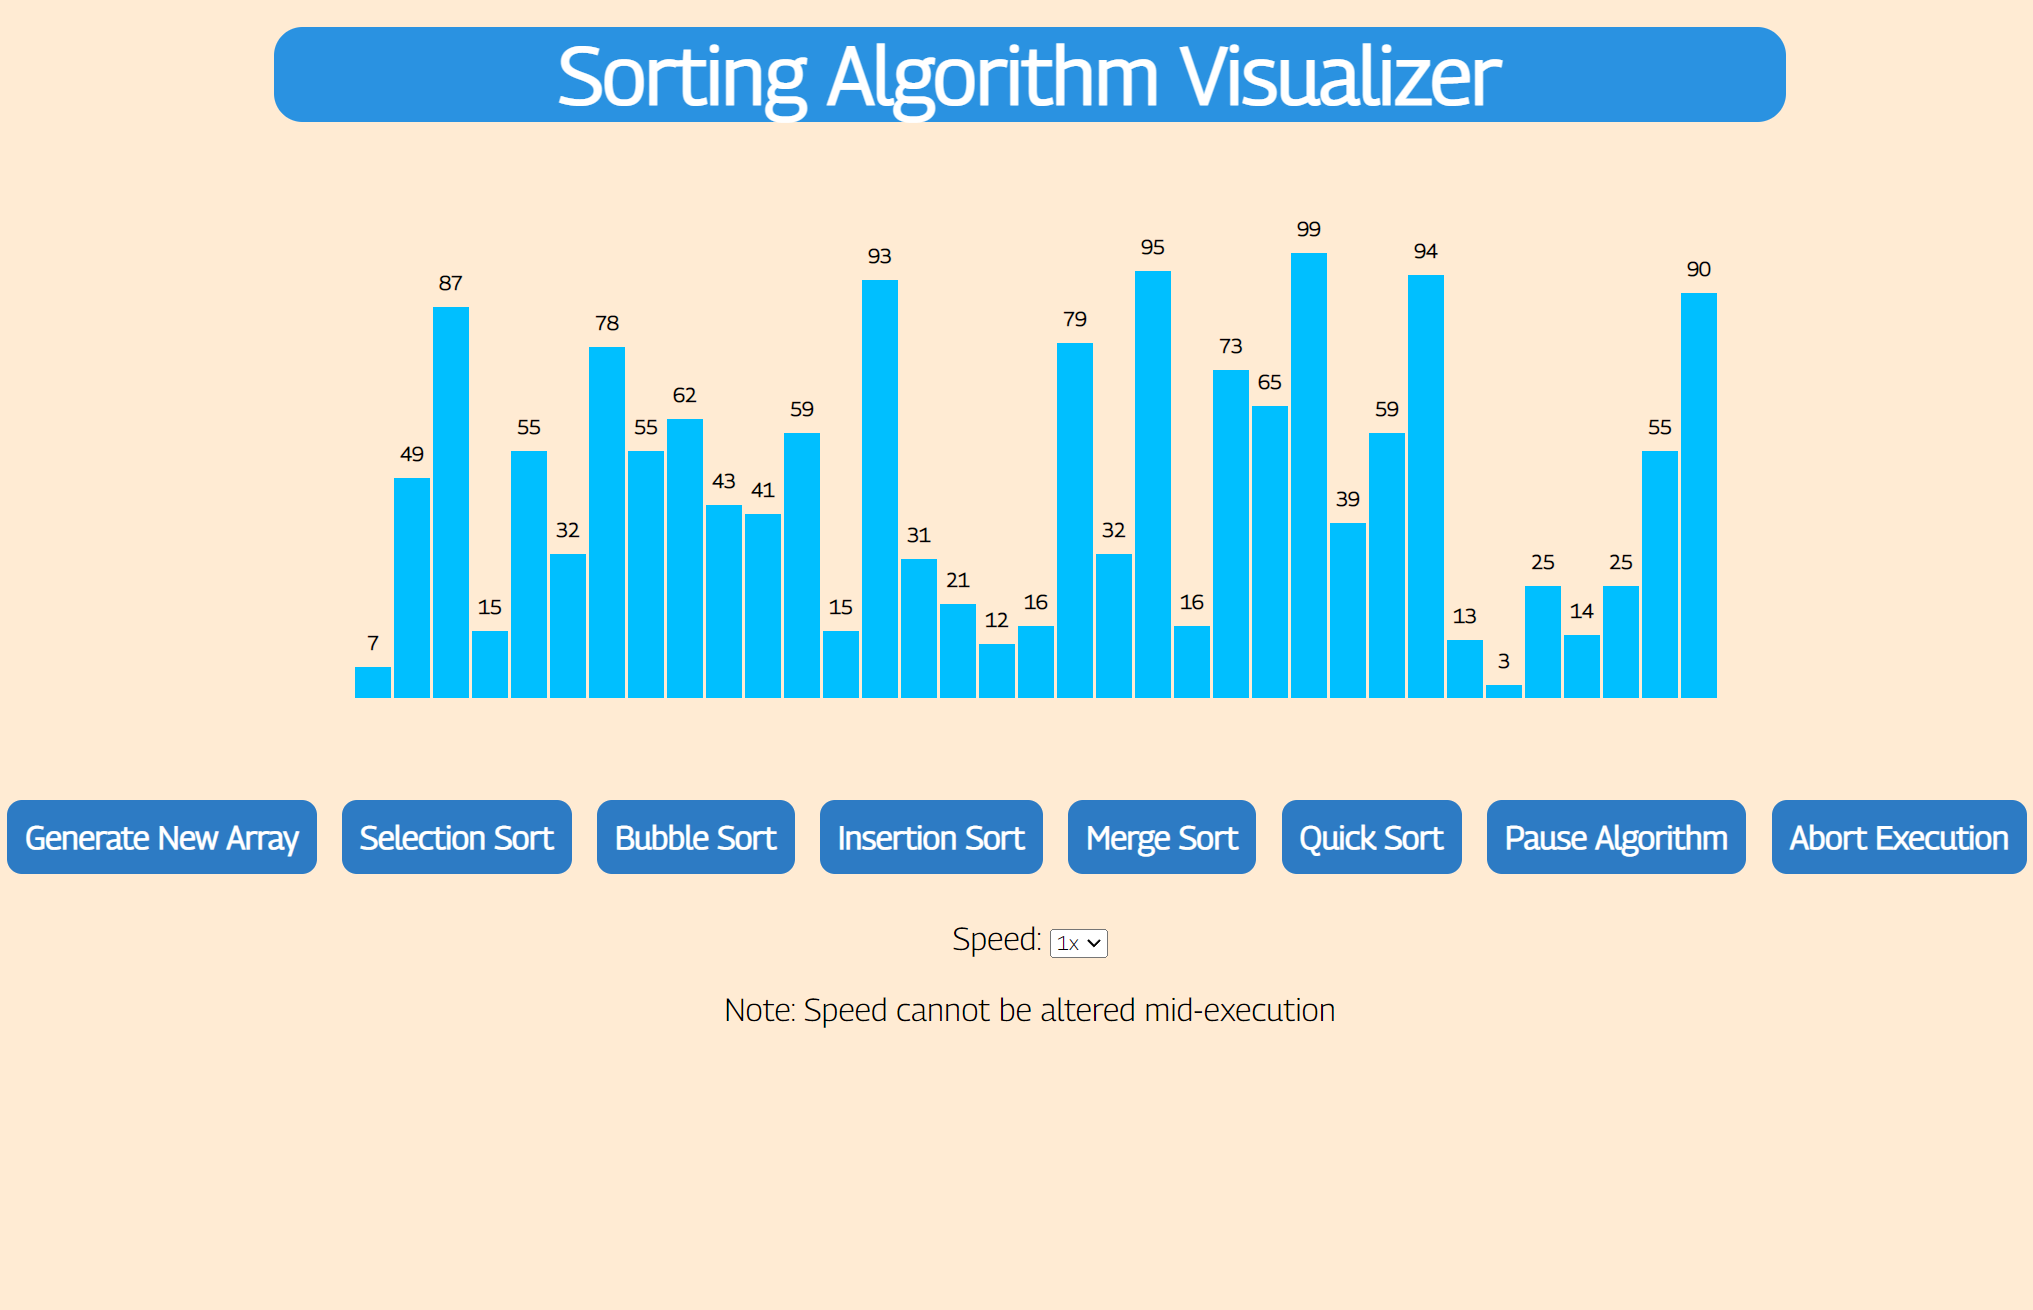 Sorting Algorithm Visualizer
7 49 87 15 55 32 78 55 62 43 41 59 15 93 31 21 12 16 79 32 95 16 73 65 99 39 59 94 13 3 25 14 25 55 90
Generate New Array Selection Sort Bubble Sort Insertion Sort Merge Sort Quick Sort Pause Algorithm Abort Execution
Speed: 1x
Note: Speed cannot be altered mid-execution